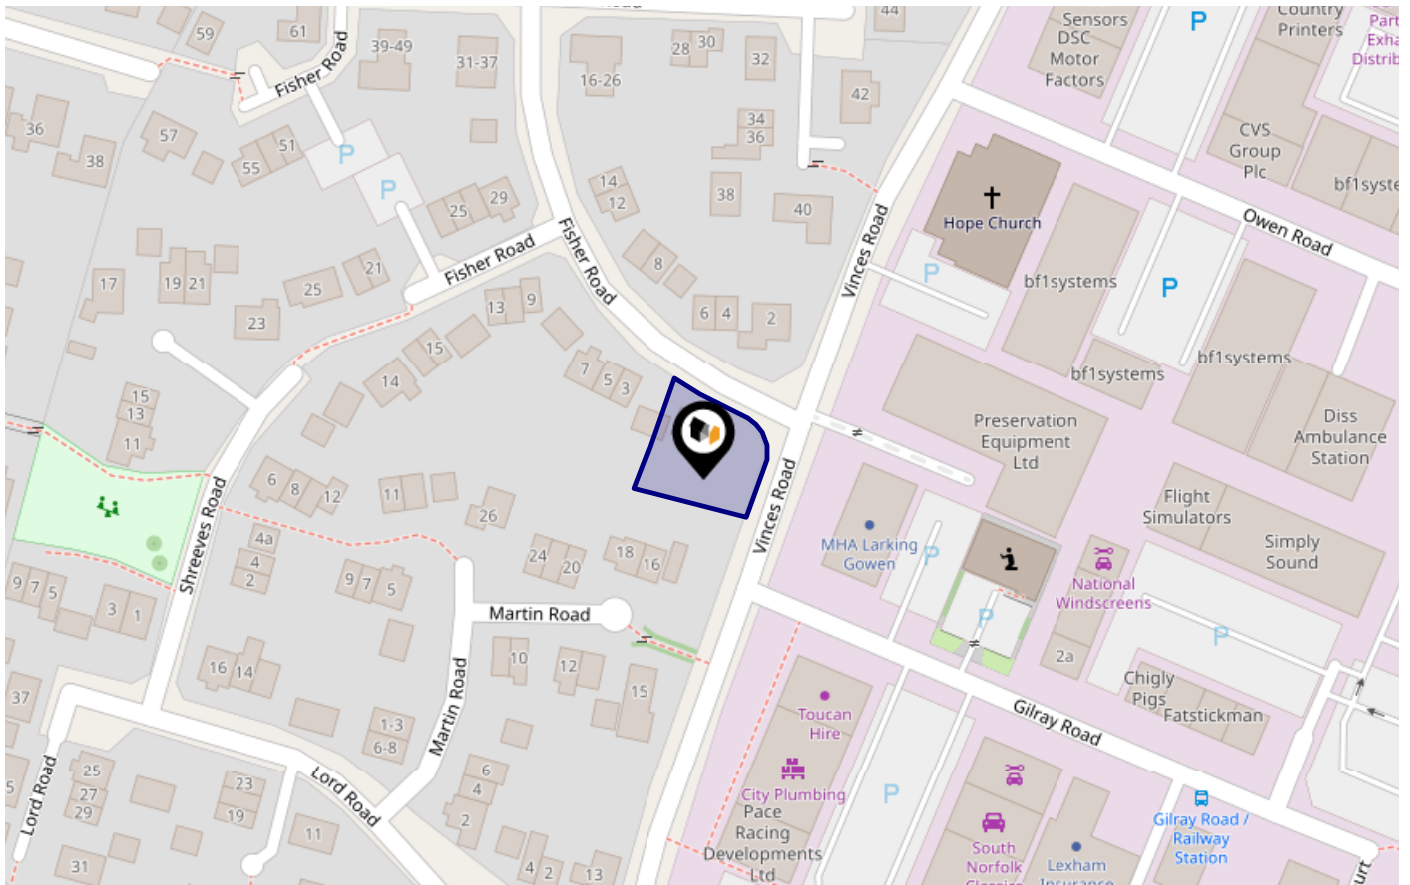 59
61
Fisher Road
39-49
31-37
16-26
28
30
32
44
42
Sensors
DSC
Motor
Factors
Country
Printers
P
36
38
57
55
51
P
P
25
29
14
12
34
36
38
40
Vinces Road
Hope Church
CVS
Group
Plc
bf1syste
Owen Road
17
19
21
25
21
23
Fisher Road
Fisher Road
13
9
8
6
4
2
P
bf1systems
P
bf1systems
bf1systems
15
14
7
5
3
15
13
11
Preservation
Equipment
Ltd
Diss
Ambulance
Station
6
8
12
11
26
Shreeves Road
4a
4
2
9
7
5
24
20
18
16
Vinces Road
MHA Larking
Gowen
P
Flight
Simulators
Simply
Sound
National
Windscreens
9
7
5
3
1
Martin Road
P
P
2a
10
12
15
16
14
37
1-3
6-8
Martin Road
Toucan
Hire
Chigly
Pigs
Fatstickman
Gilray Road
25
27
29
23
19
Lord Road
Lord Road
6
4
2
City Plumbing
Pace
Racing
Developments
Ltd
P
11
31
4
2
13
South
Norfolk
Lexham
Gilray Road /
Railway
Station